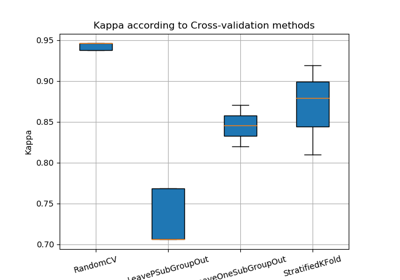 Kappa according to Cross-validation methods
0.95
0.90
0.85
0.80
0.75
0.70
Kappa
RandomCV
LeavePSubGroupOut
StratifiedKFold